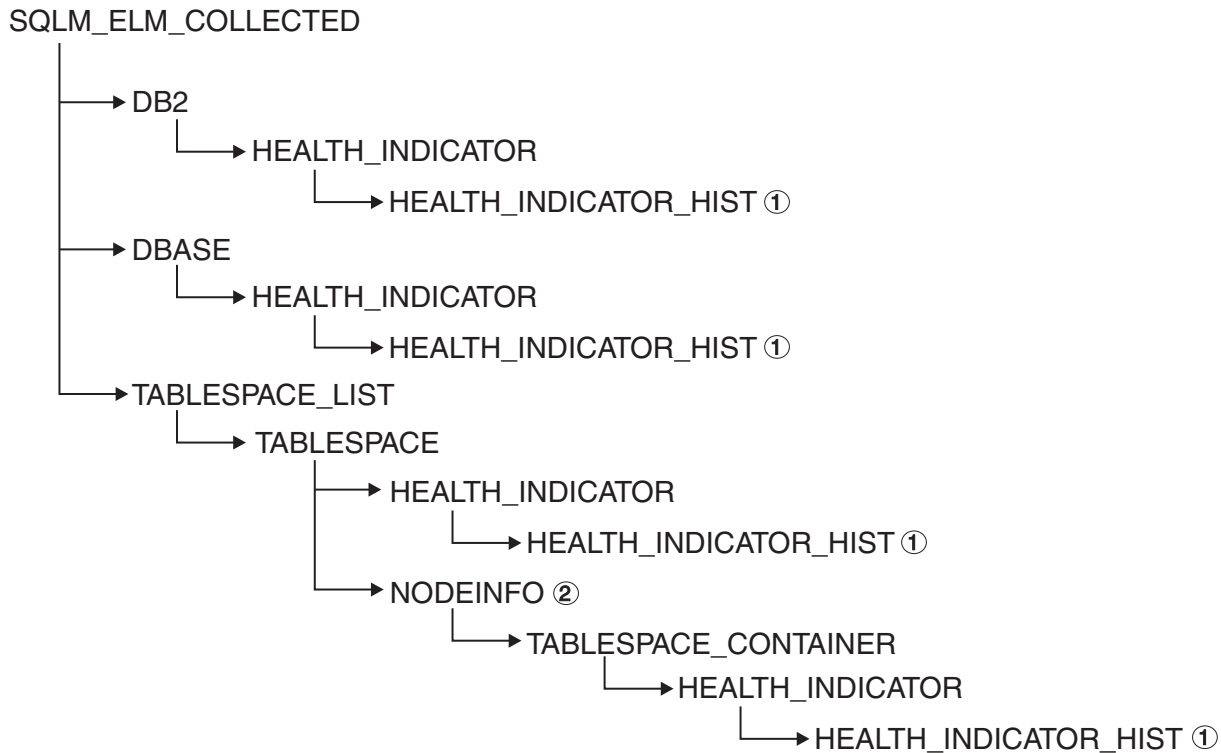 SQLM_ELM_COLLECTED
DB2
HEALTH_INDICATOR
HEALTH_INDICATOR_HIST ①
DBASE
HEALTH_INDICATOR
HEALTH_INDICATOR_HIST ①
TABLESPACE_LIST
TABLESPACE
HEALTH_INDICATOR
HEALTH_INDICATOR_HIST ①
NODEINFO ②
TABLESPACE_CONTAINER
HEALTH_INDICATOR
HEALTH_INDICATOR_HIST ①